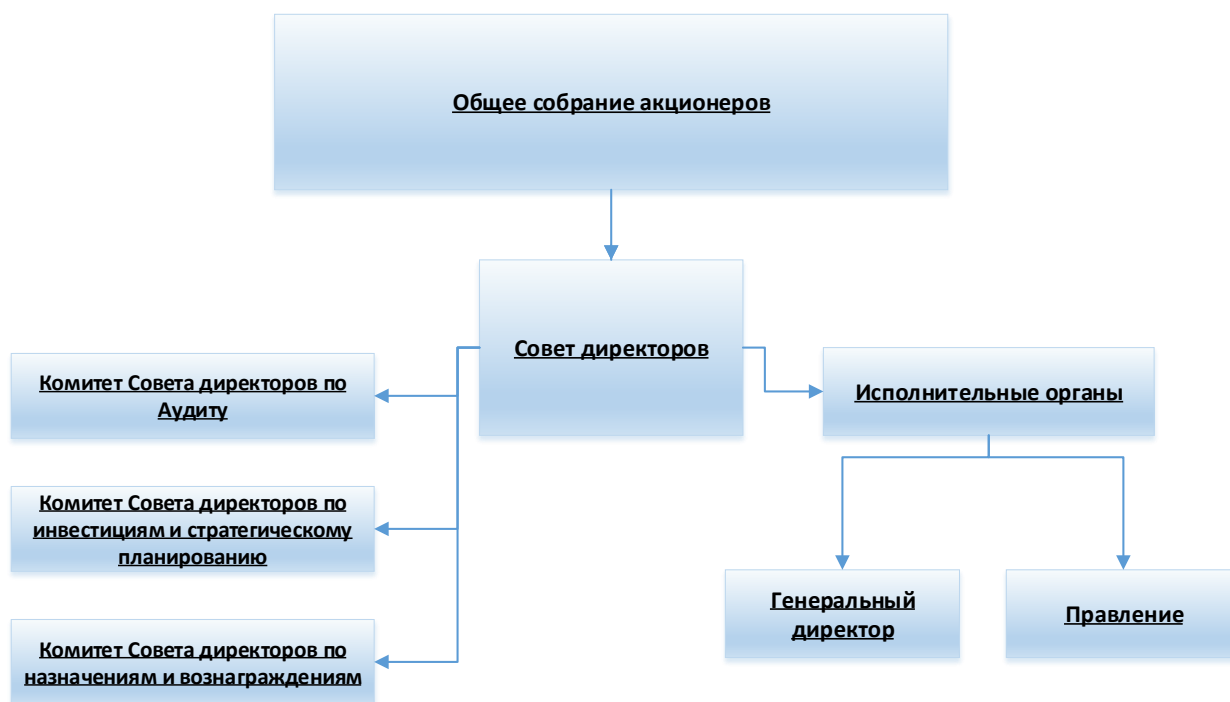 Общее собрание акционеров
Совет директоров
Комитет Совета директоров по
Аудиту
Исполнительные органы
Комитет Совета директоров по
инвестициям и стратегическому
планированию
Генеральный
директор
Правление
Комитет Совета директоров по
назначениям и вознаграждениям